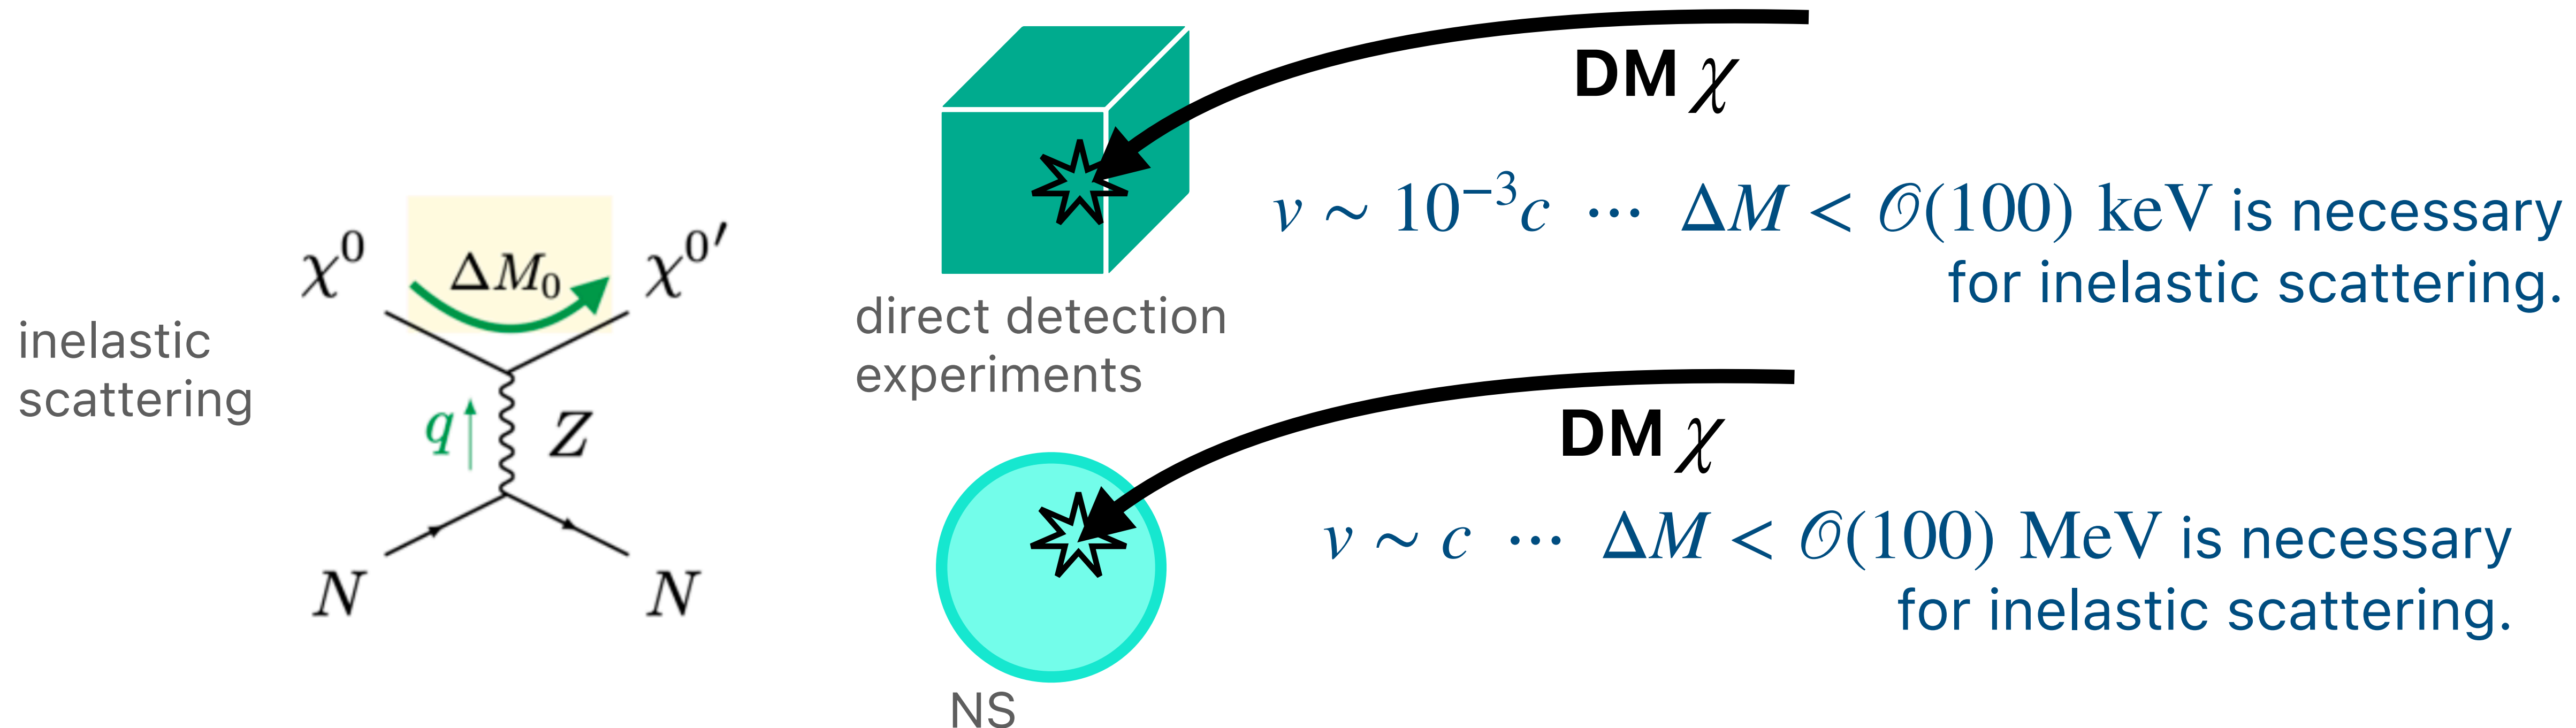 inelastic
scattering
χ⁰ ΔM₀ χ⁰′
q Z
N N
DM χ
v ∼ 10⁻³c ⋯ ΔM < 𝒪(100) keV is necessary
for inelastic scattering.
direct detection
experiments
DM χ
v ∼ c ⋯ ΔM < 𝒪(100) MeV is necessary
for inelastic scattering.
NS